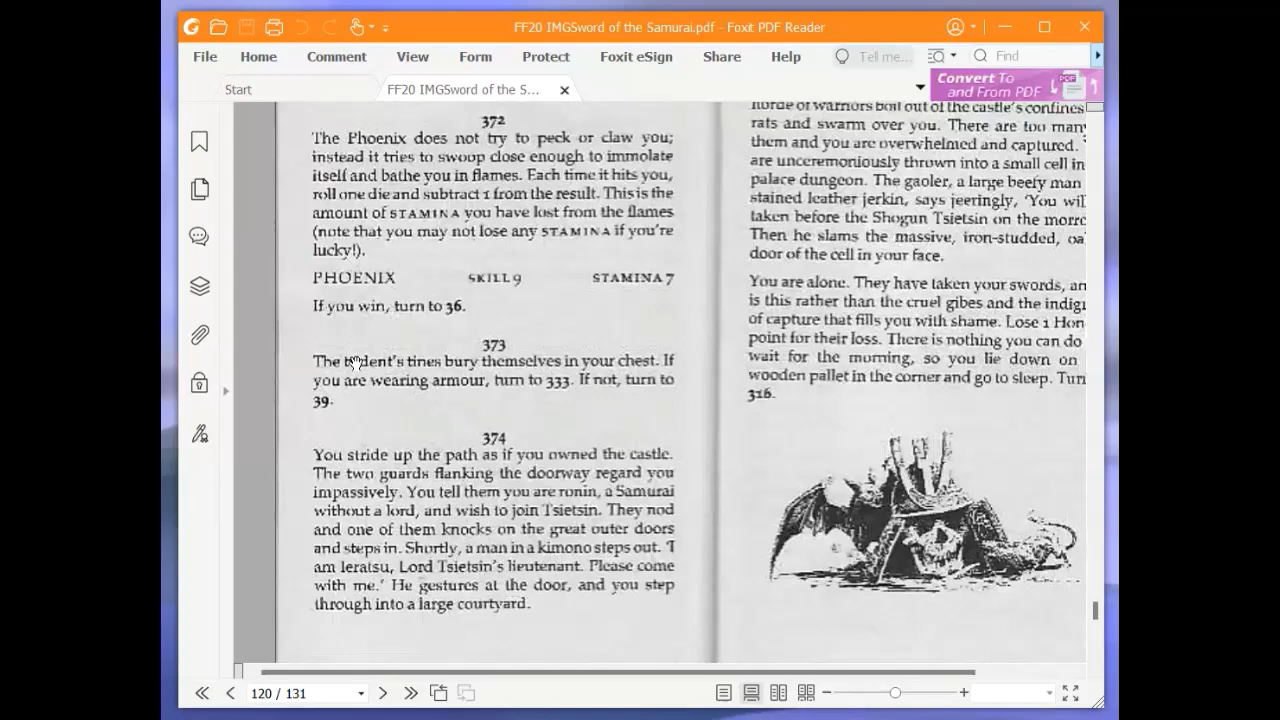 FF20 IMGSword of the Samurai.pdf - Foxit PDF Reader
File Home Comment View Form Protect Foxit eSign Share Help Tell me... Find
Start FF20 IMGSword of the S... Convert To
and From PDF
PDF
372
The Phoenix does not try to peck or claw you;
instead it tries to swoop close enough to immolate
itself and bathe you in flames. Each time it hits you,
roll one die and subtract 1 from the result. This is the
amount of STAMINA you have lost from the flames
(note that you may not lose any STAMINA if you're
lucky!).
PHOENIX SKILL 9 STAMINA 7
If you win, turn to 36.
373
The tines bury themselves in your chest. If
you are wearing armour, turn to 333. If not, turn to
39.
374
You stride up the path as if you owned the castle.
The two guards flanking the doorway regard you
impassively. You tell them you are ronin, a Samurai
without a lord, and wish to join Tsietsin. They nod
and one of them knocks on the great outer doors
and steps in. Shortly, a man in a kimono steps out. 'I
am Ieratsu, Lord Tsietsin's lieutenant. Please come
with me.' He gestures at the door, and you step
through into a large courtyard.
horde of warriors boil out of the castle's confines
rats and swarm over you. There are too many
them and you are overwhelmed and captured.
are unceremoniously thrown into a small cell in
palace dungeon. The gaoler, a large beefy man
stained leather jerkin, says jeeringly, 'You wil
taken before the Shogun Tsietsin on the morro
Then he slams the massive, iron-studded, oa
door of the cell in your face.
You are alone. They have taken your swords, an
is this rather than the cruel gibes and the indig
of capture that fills you with shame. Lose 1 Hon
point for their loss. There is nothing you can do
wait for the morning, so you lie down on
wooden pallet in the corner and go to sleep. Turn
316.
120 / 131